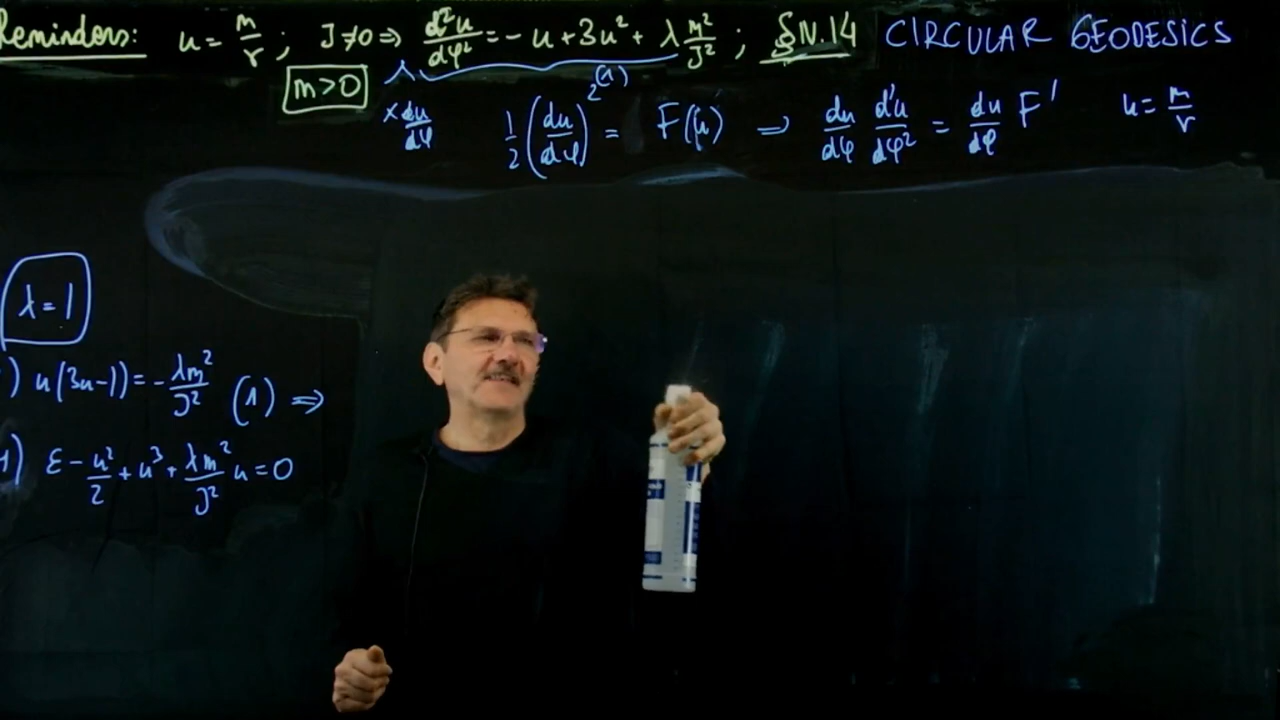 Reminders: u = m/r ; J≠0 ⇒ d²u/dφ² = -u + 3u² + λ m²/J² ; §N.14 CIRCULAR GEODESICS
m>0 (1)
× du/dφ 1/2 (du/dφ)² = F(u) ⇒ du/dφ d²u/dφ² = du/dφ F' u = m/r
λ = 1
) u(3u-1) = - λm²/J² (1) ⇒
) ε - u²/2 + u³ + λm²/J² u = 0